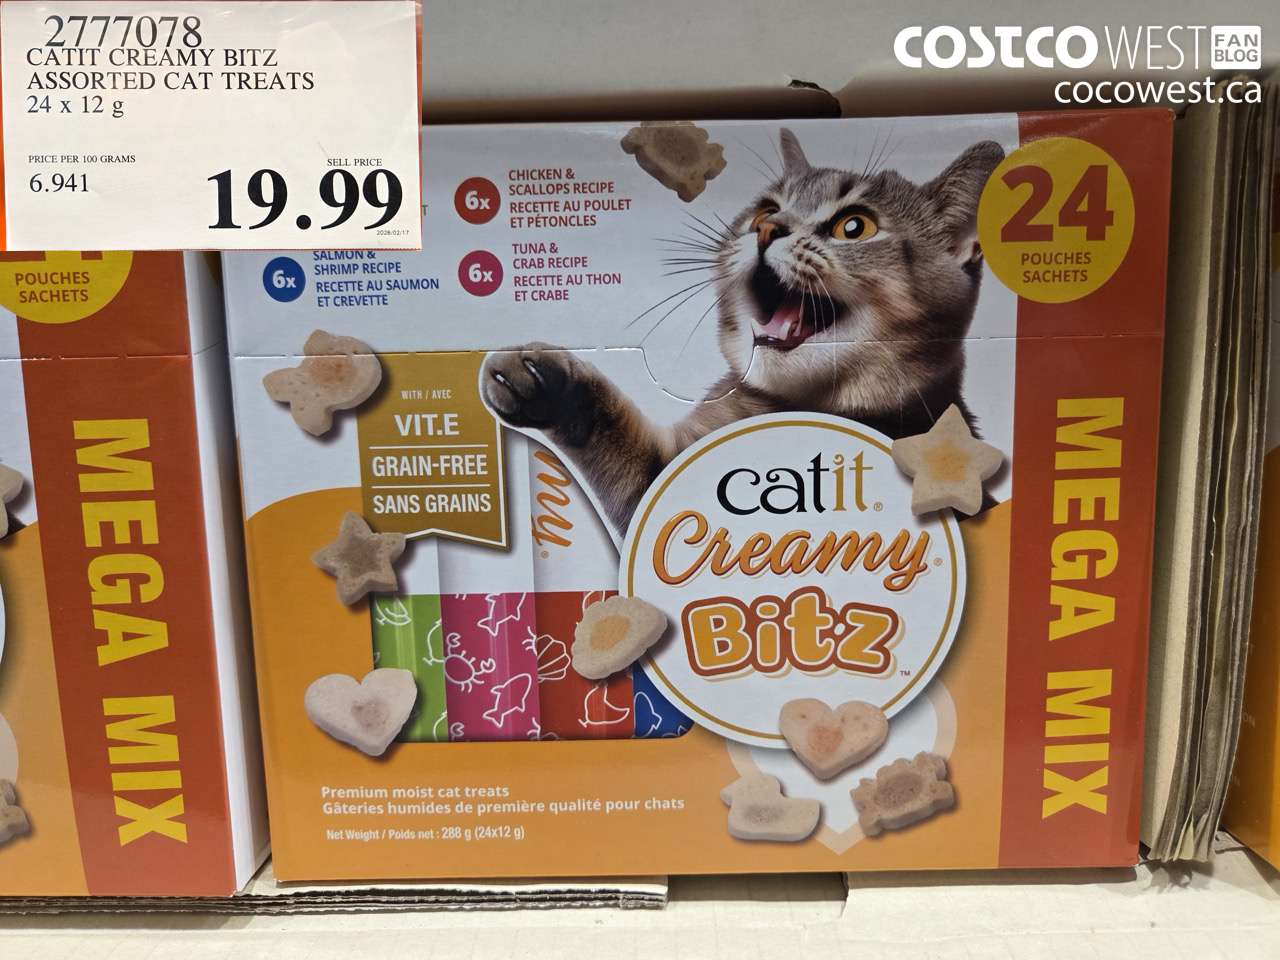 2777078
CATIT CREAMY BITZ
ASSORTED CAT TREATS
24 x 12 g
PRICE PER 100 GRAMS
6.941
SELL PRICE
19.99
2026/02/17
COSTCO WEST FAN BLOG
cocowest.ca
6x
CHICKEN &
SCALLOPS RECIPE
RECETTE AU POULET
ET PÉTONCLES
6x
SALMON &
SHRIMP RECIPE
RECETTE AU SAUMON
ET CREVETTE
6x
TUNA &
CRAB RECIPE
RECETTE AU THON
ET CRABE
24
POUCHES
SACHETS
POUCHES
SACHETS
WITH / AVEC
VIT.E
GRAIN-FREE
SANS GRAINS
catit®
Creamy®
Bitz™
MEGA MIX
MEGA MIX
Premium moist cat treats
Gâteries humides de première qualité pour chats
Net Weight / Poids net : 288 g (24x12 g)